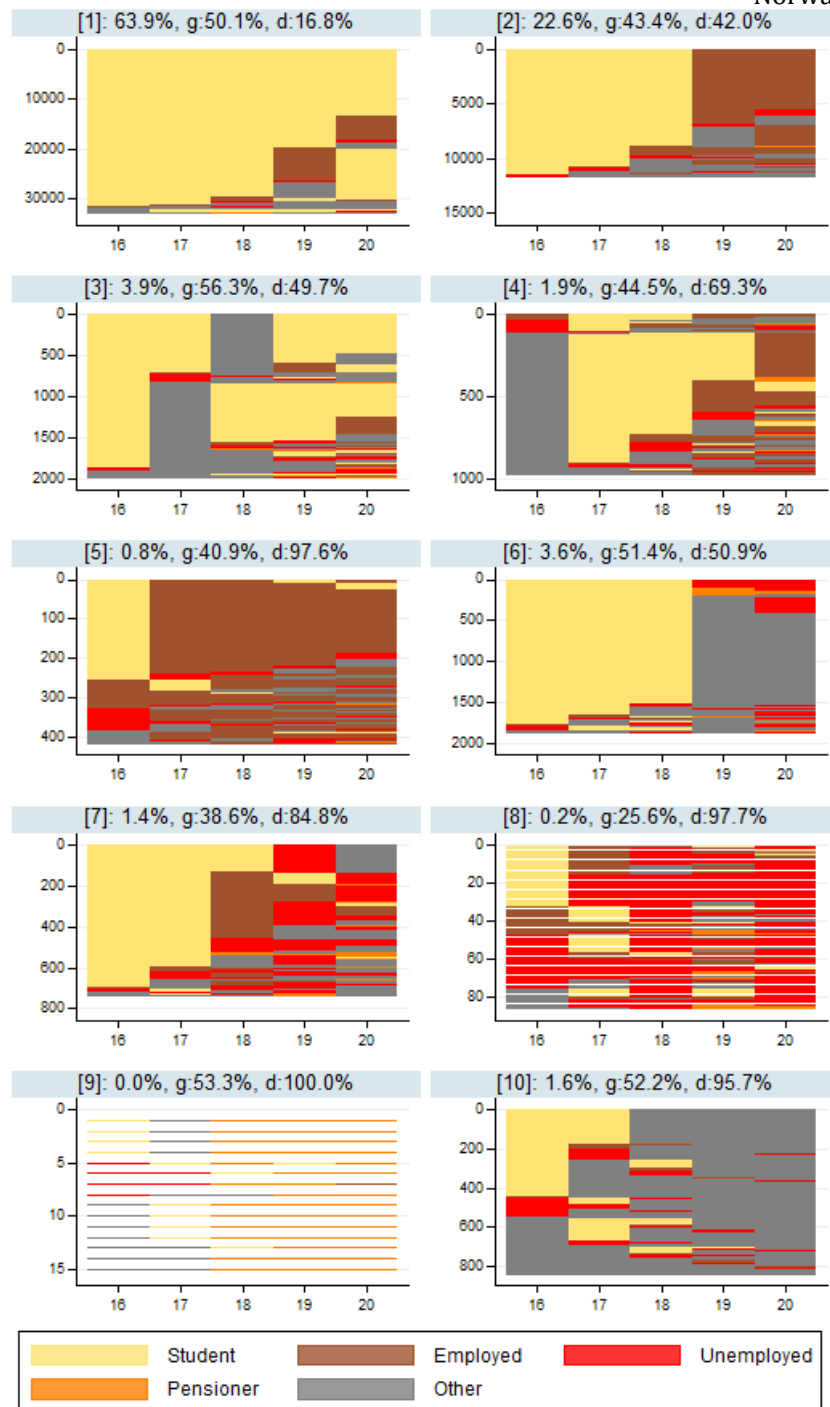 Norwa
[1]: 63.9%, g:50.1%, d:16.8%
[2]: 22.6%, g:43.4%, d:42.0%
0
10000
20000
30000
16 17 18 19 20
0
5000
10000
15000
16 17 18 19 20
[3]: 3.9%, g:56.3%, d:49.7%
[4]: 1.9%, g:44.5%, d:69.3%
0
500
1000
1500
2000
16 17 18 19 20
0
500
1000
16 17 18 19 20
[5]: 0.8%, g:40.9%, d:97.6%
[6]: 3.6%, g:51.4%, d:50.9%
0
100
200
300
400
16 17 18 19 20
0
500
1000
1500
2000
16 17 18 19 20
[7]: 1.4%, g:38.6%, d:84.8%
[8]: 0.2%, g:25.6%, d:97.7%
0
200
400
600
800
16 17 18 19 20
0
20
40
60
80
16 17 18 19 20
[9]: 0.0%, g:53.3%, d:100.0%
[10]: 1.6%, g:52.2%, d:95.7%
0
5
10
15
16 17 18 19 20
0
200
400
600
800
16 17 18 19 20
Student Employed Unemployed
Pensioner Other